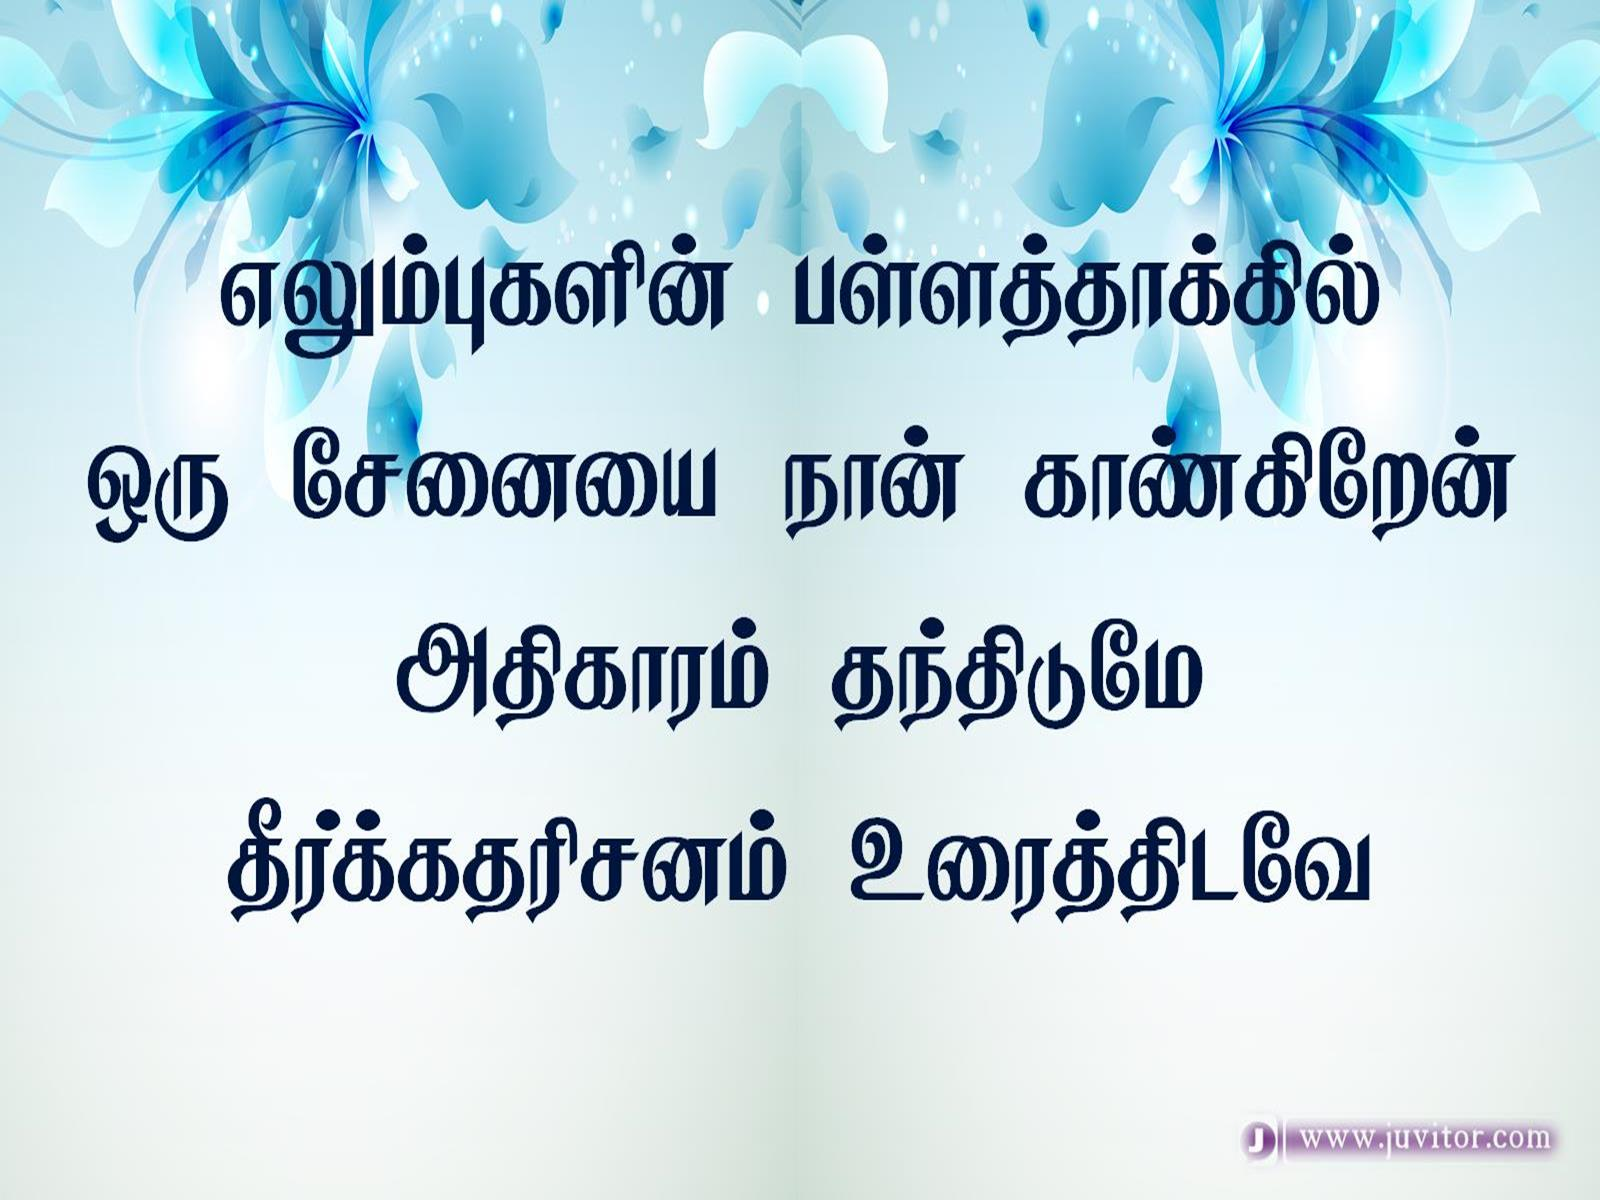 எலும்புகளின் பள்ளத்தாக்கில்
ஒரு சேனையை நான் காண்கிறேன்
அதிகாரம் தந்திடுமே
தீர்க்கதரிசனம் உரைத்திடவே
J www.juvitor.com